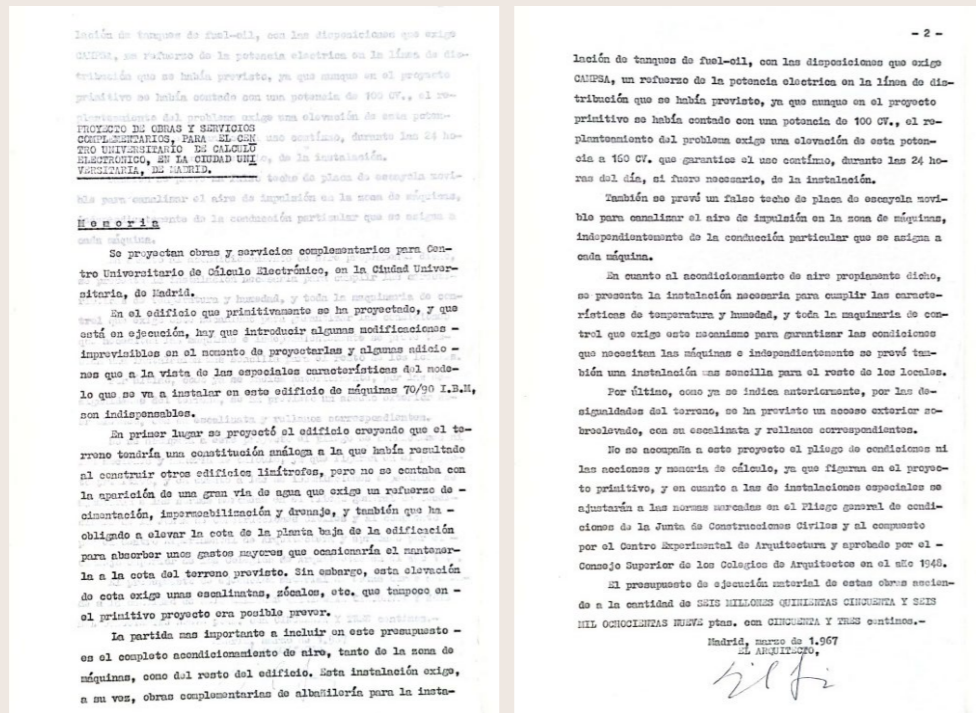 PROYECTO DE OBRAS Y SERVICIOS
COMPLEMENTARIOS, PARA EL CEN
TRO UNIVERSITARIO DE CALCULO
ELECTRONICO, EN LA CIUDAD UNI
VERSITARIA, DE MADRID.
Memoria
Se proyectan obras y servicios complementarios para Cen-
tro Universitario de Cálculo Electrónico, en la Ciudad Univer-
sitaria, de Madrid.
En el edificio que primitivamente se ha proyectado, y que
está en ejecución, hay que introducir algunas modificaciones -
imprevisibles en el momento de proyectarlas y algunas adicio -
nes que a la vista de las especiales características del mode-
lo que se va a instalar en este edificio de máquinas 70/90 I.B.M,
son indispensables.
En primer lugar se proyectó el edificio creyendo que el te-
rreno tendría una constitución análoga a la que había resultado
al construir otros edificios limítrofes, pero no se contaba con
la aparición de una gran via de agua que exige un refuerzo de -
cimentación, impermeabilización y drenaje, y también que ha -
obligado a elevar la cota de la planta baja de la edificación
para absorber unos gastos mayores que ocasionaría el mantener-
la a la cota del terreno previsto. Sin embargo, esta elevación
de cota exige unas escalinatas, zócalos, etc. que tampoco en -
el primitivo proyecto era posible prever.
La partida mas importante a incluir en este presupuesto -
es el completo acondicionamiento de aire, tanto de la zona de
máquinas, como del resto del edificio. Esta instalación exige,
a su vez, obras complementarias de albañilería para la insta-
- 2 -
lación de tanques de fuel-oil, con las disposiciones que exige
CAMPSA, un refuerzo de la potencia electrica en la línea de dis-
tribución que se había previsto, ya que aunque en el proyecto
primitivo se había contado con una potencia de 100 CV., el re-
planteamiento del problema exige una elevación de esta poten-
cia a 160 CV. que garantice el uso contínuo, durante las 24 ho-
ras del día, si fuere necesario, de la instalación.
También se prevé un falso techo de placa de escayola movi-
ble para canalizar el aire de impulsión en la zona de máquinas,
independientemente de la conducción particular que se asigna a
cada máquina.
En cuanto al acondicionamiento de aire propiamente dicho,
se presenta la instalación necesaria para cumplir las caracte-
rísticas de temperatura y humedad, y toda la maquinaria de con-
trol que exige este mecanismo para garantizar las condiciones
que necesitan las máquinas e independientemente se prevé tam-
bién una instalación mas sencilla para el resto de los locales.
Por último, como ya se indica anteriormente, por las de-
sigualdades del terreno, se ha previsto un acceso exterior so-
breelevado, con su escalinata y rellanos correspondientes.
No se acompaña a este proyecto el pliego de condiciones ni
las acciones y memoria de cálculo, ya que figuran en el proyec-
to primitivo, y en cuanto a las de instalaciones especiales se
ajustarán a las normas marcadas en el Pliego general de condi-
ciones de la Junta de Construcciones Civiles y al compuesto
por el Centro Experimental de Arquitectura y aprobado por el -
Consejo Superior de los Colegios de Arquitectos en el año 1948.
El presupuesto de ejecución material de estas obras ascien-
de a la cantidad de SEIS MILLONES QUINIENTAS CINCUENTA Y SEIS
MIL OCHOCIENTAS NUEVE ptas. con CINCUENTA Y TRES centimos.-
Madrid, marzo de 1.967
EL ARQUITECTO,